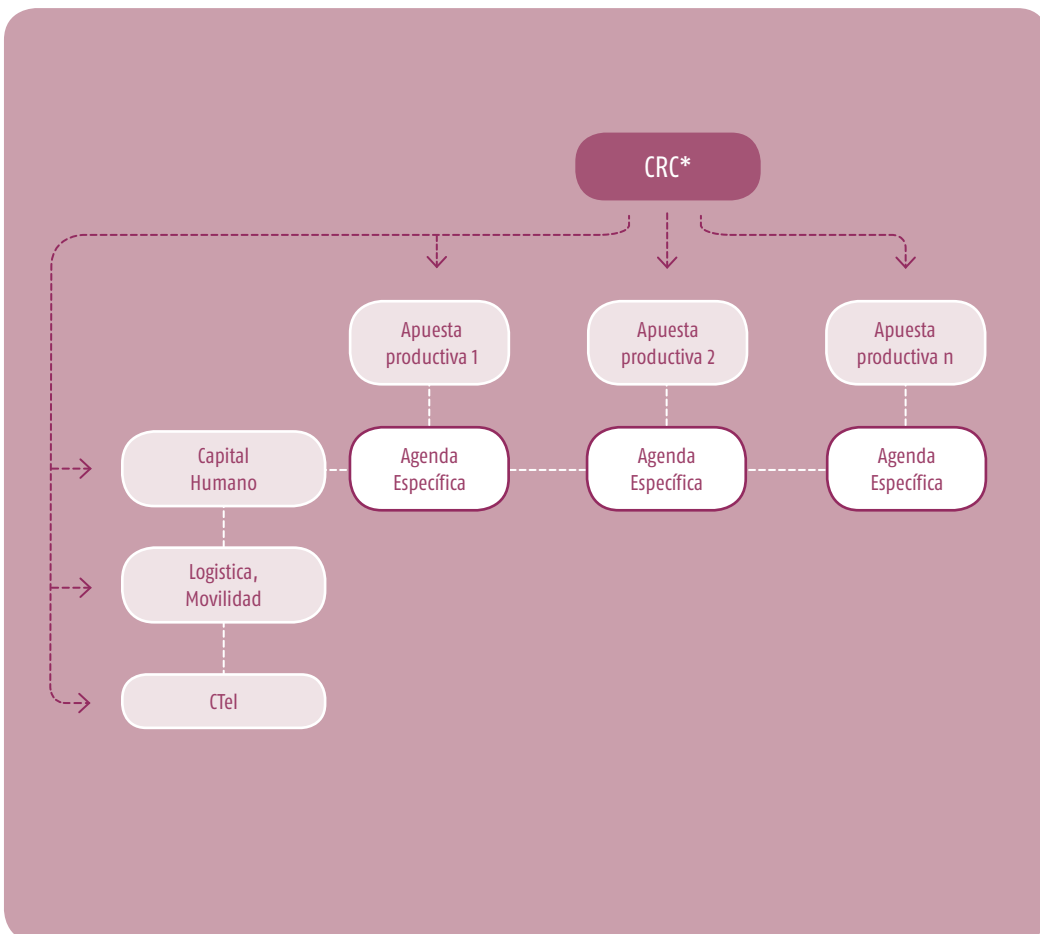 CRC*
Apuesta
productiva 1
Apuesta
productiva 2
Apuesta
productiva n
Capital
Humano
Agenda
Específica
Agenda
Específica
Agenda
Específica
Logistica,
Movilidad
CTel